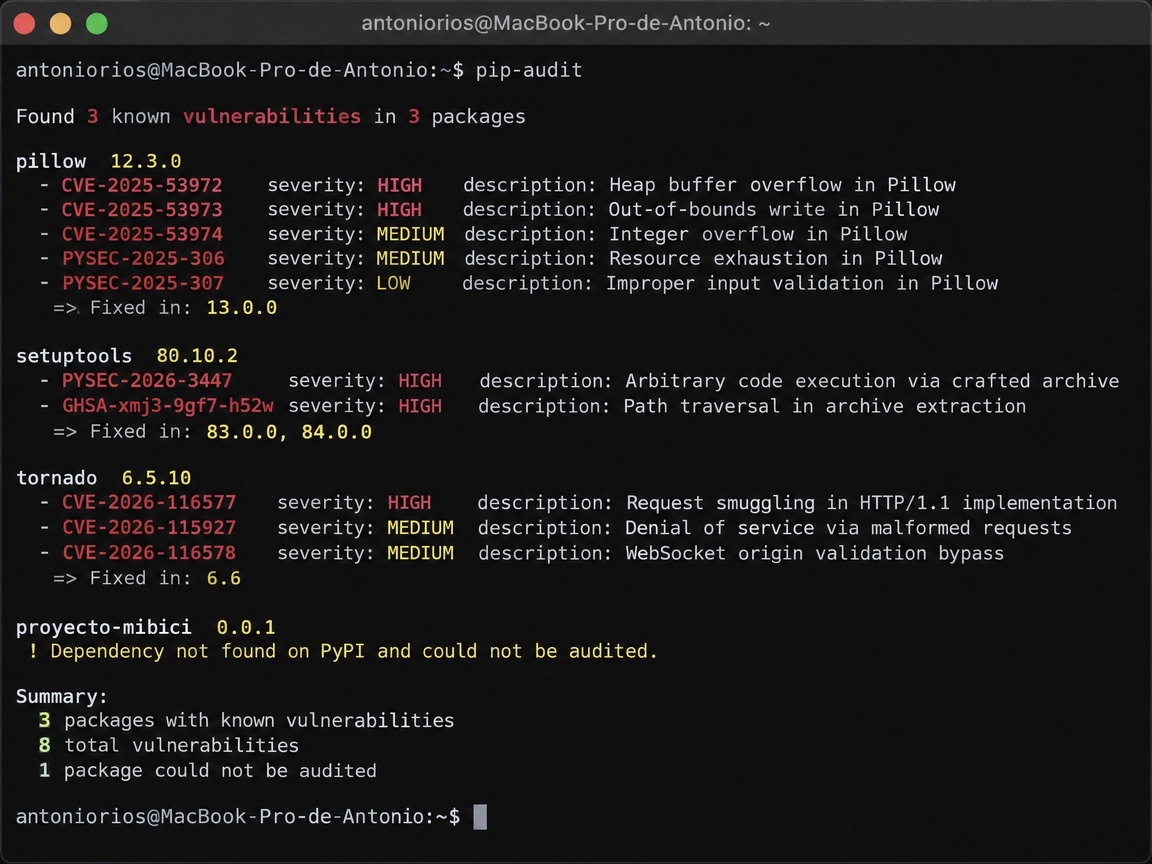 antoniorios@MacBook-Pro-de-Antonio: ~
antoniorios@MacBook-Pro-de-Antonio:~$ pip-audit
Found 3 known vulnerabilities in 3 packages
pillow 12.3.0
- CVE-2025-53972 severity: HIGH description: Heap buffer overflow in Pillow
- CVE-2025-53973 severity: HIGH description: Out-of-bounds write in Pillow
- CVE-2025-53974 severity: MEDIUM description: Integer overflow in Pillow
- PYSEC-2025-306 severity: MEDIUM description: Resource exhaustion in Pillow
- PYSEC-2025-307 severity: LOW description: Improper input validation in Pillow
=> Fixed in: 13.0.0
setuptools 80.10.2
- PYSEC-2026-3447 severity: HIGH description: Arbitrary code execution via crafted archive
- GHSA-xmj3-9gf7-h52w severity: HIGH description: Path traversal in archive extraction
=> Fixed in: 83.0.0, 84.0.0
tornado 6.5.10
- CVE-2026-116577 severity: HIGH description: Request smuggling in HTTP/1.1 implementation
- CVE-2026-115927 severity: MEDIUM description: Denial of service via malformed requests
- CVE-2026-116578 severity: MEDIUM description: WebSocket origin validation bypass
=> Fixed in: 6.6
proyecto-mibici 0.0.1
! Dependency not found on PyPI and could not be audited.
Summary:
3 packages with known vulnerabilities
8 total vulnerabilities
1 package could not be audited
antoniorios@MacBook-Pro-de-Antonio:~$